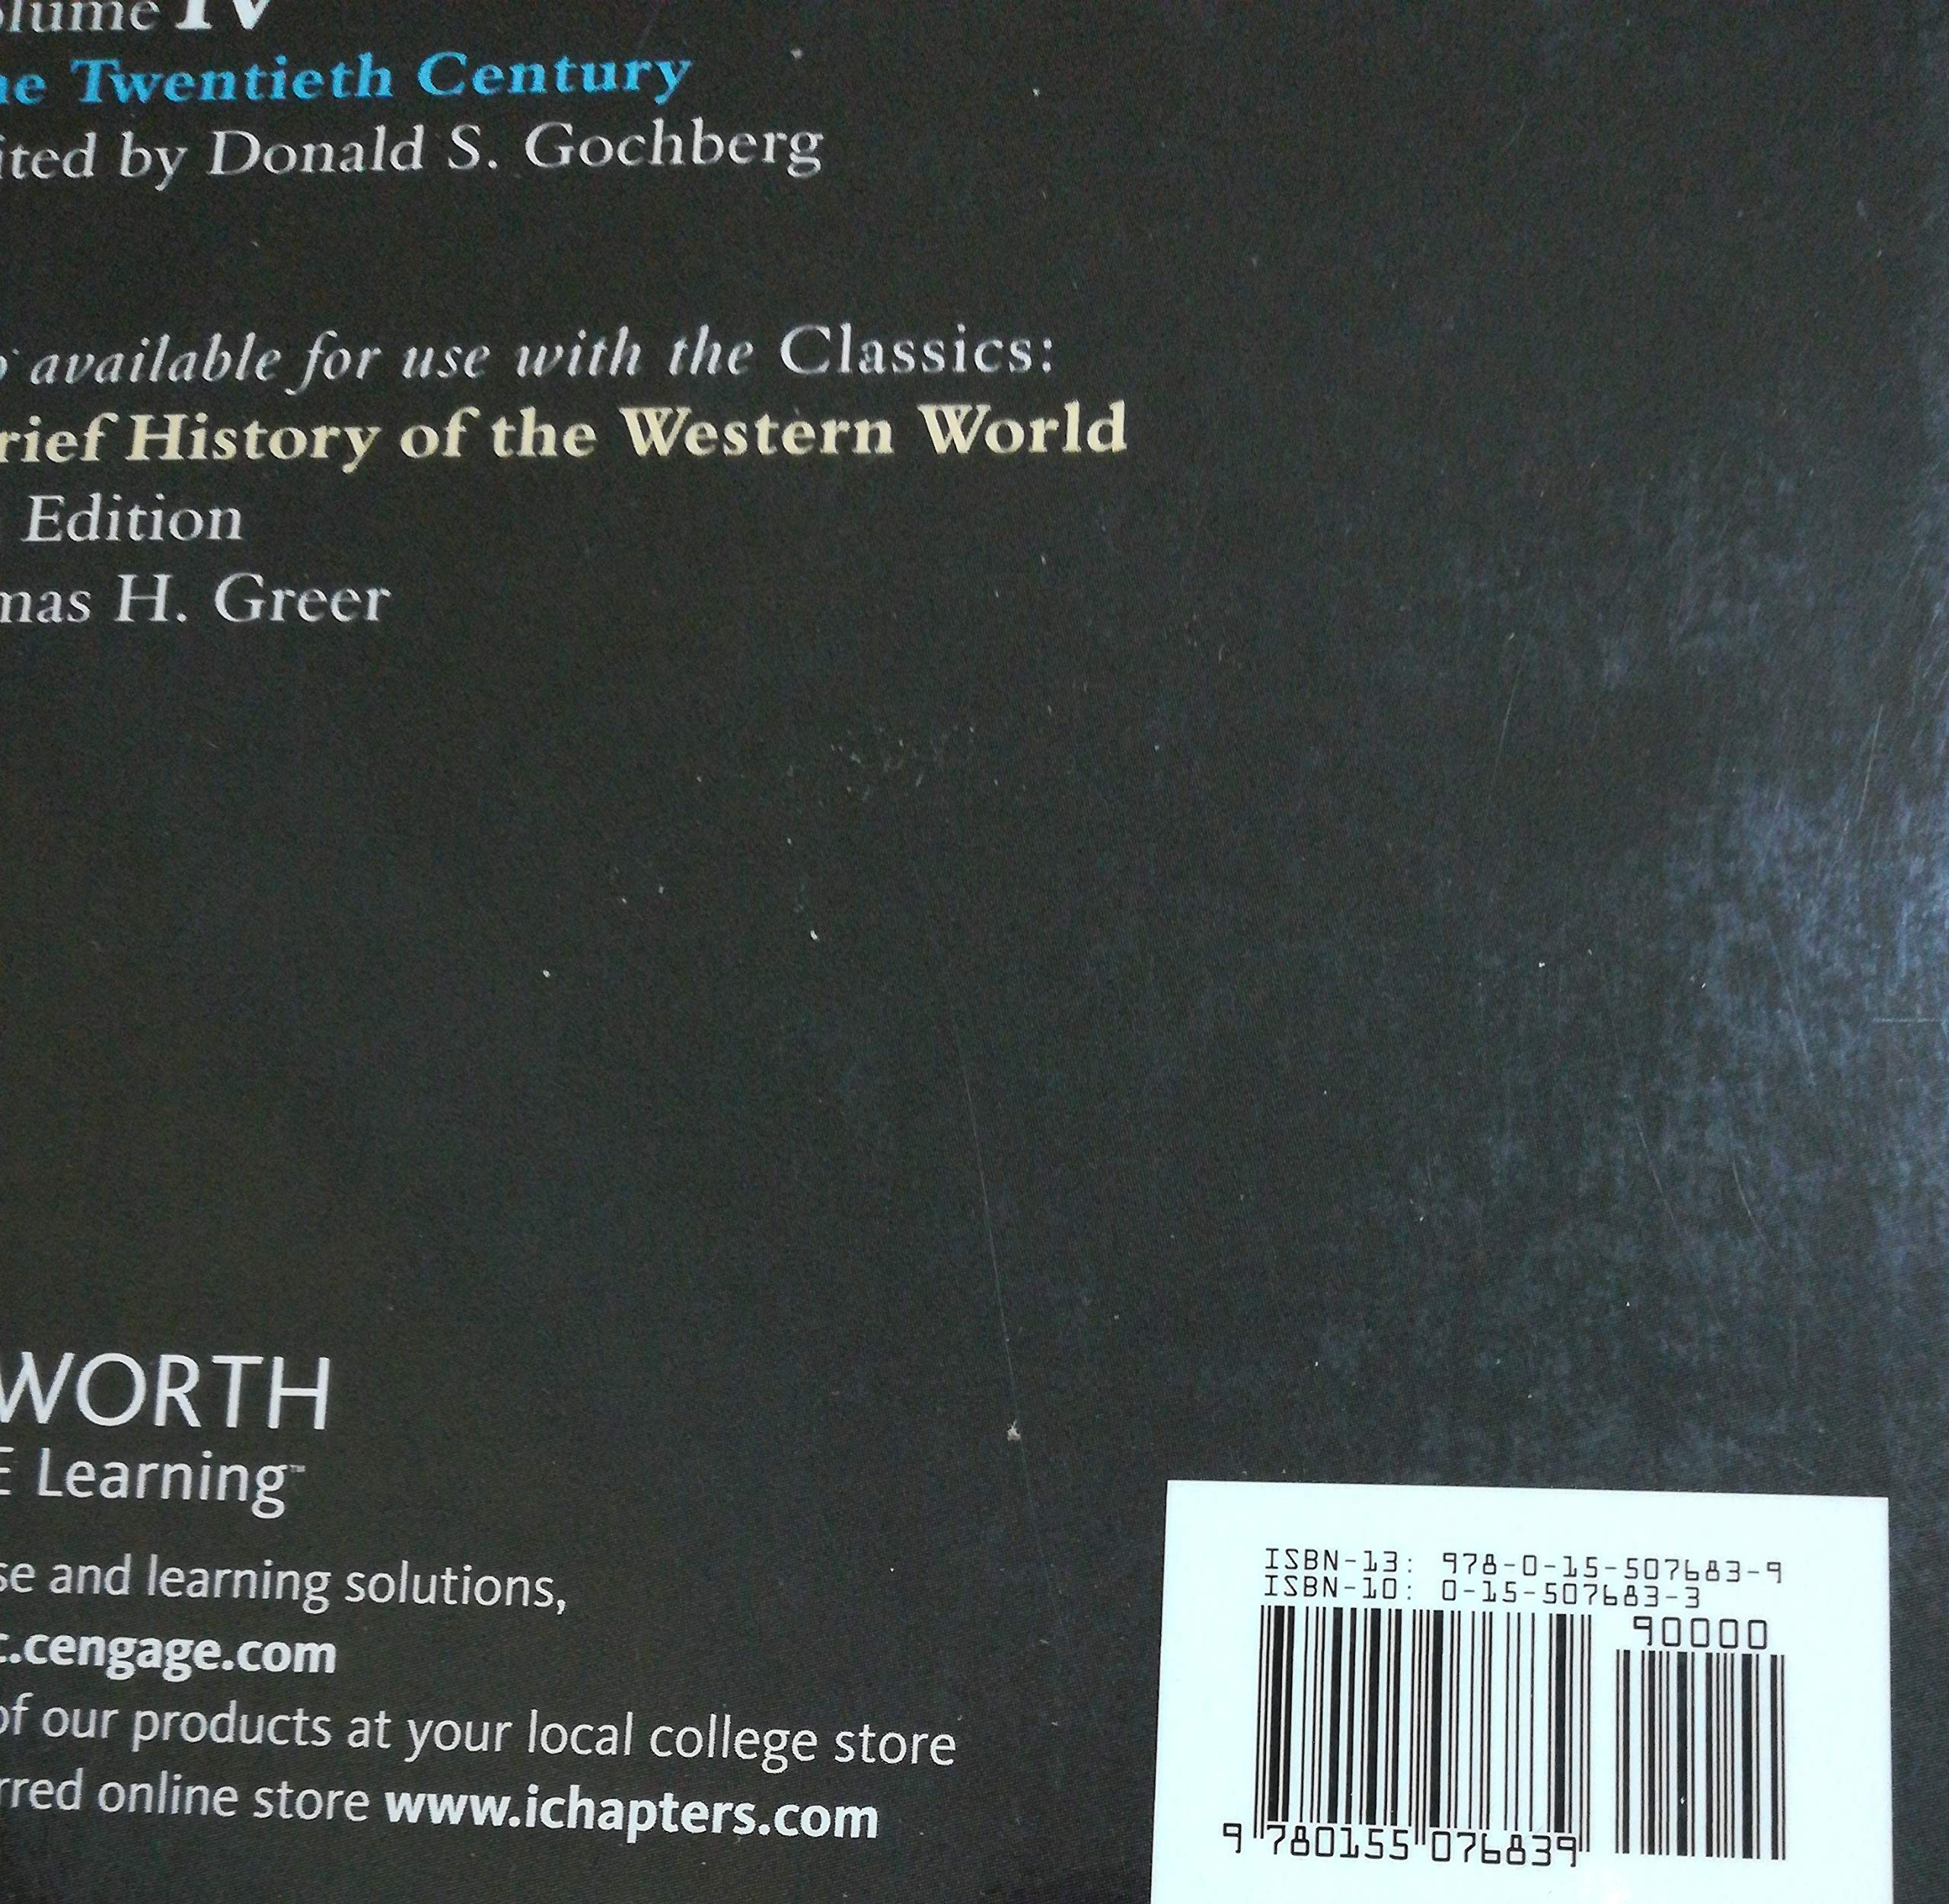 olume IV
he Twentieth Century
ited by Donald S. Gochberg
o available for use with the Classics:
rief History of the Western World
Edition
mas H. Greer
WORTH
E Learning™
se and learning solutions,
c.cengage.com
of our products at your local college store
rred online store www.ichapters.com
ISBN-13: 978-0-15-507683-9
ISBN-10: 0-15-507683-3
90000
9 780155 076839